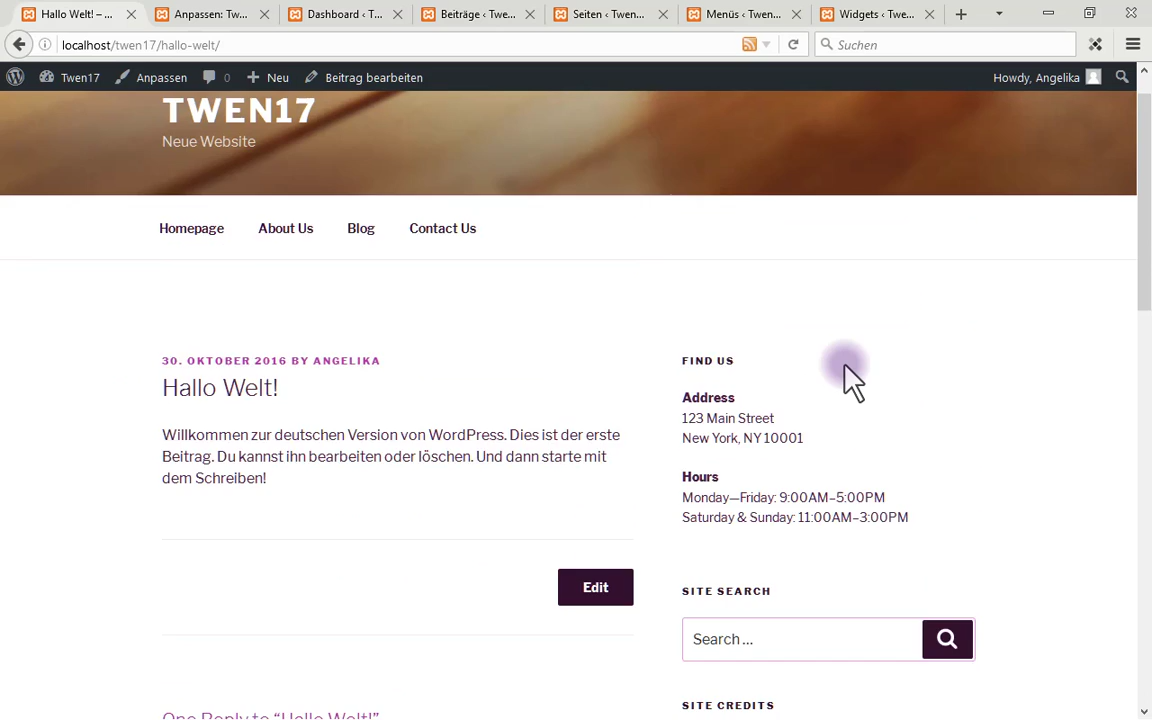 Hallo Welt! – ...
Anpassen: Tw...
Dashboard ‹ T...
Beiträge ‹ Twe...
Seiten ‹ Twen...
Menüs ‹ Twen...
Widgets ‹ Twe...
localhost/twen17/hallo-welt/
Suchen
Twen17
Anpassen
0
Neu
Beitrag bearbeiten
Howdy, Angelika
TWEN17
Neue Website
Homepage
About Us
Blog
Contact Us
30. OKTOBER 2016 BY ANGELIKA
Hallo Welt!
Willkommen zur deutschen Version von WordPress. Dies ist der erste
Beitrag. Du kannst ihn bearbeiten oder löschen. Und dann starte mit
dem Schreiben!
Edit
One Reply to “Hallo Welt!”
FIND US
Address
123 Main Street
New York, NY 10001
Hours
Monday—Friday: 9:00AM–5:00PM
Saturday & Sunday: 11:00AM–3:00PM
SITE SEARCH
Search ...
SITE CREDITS